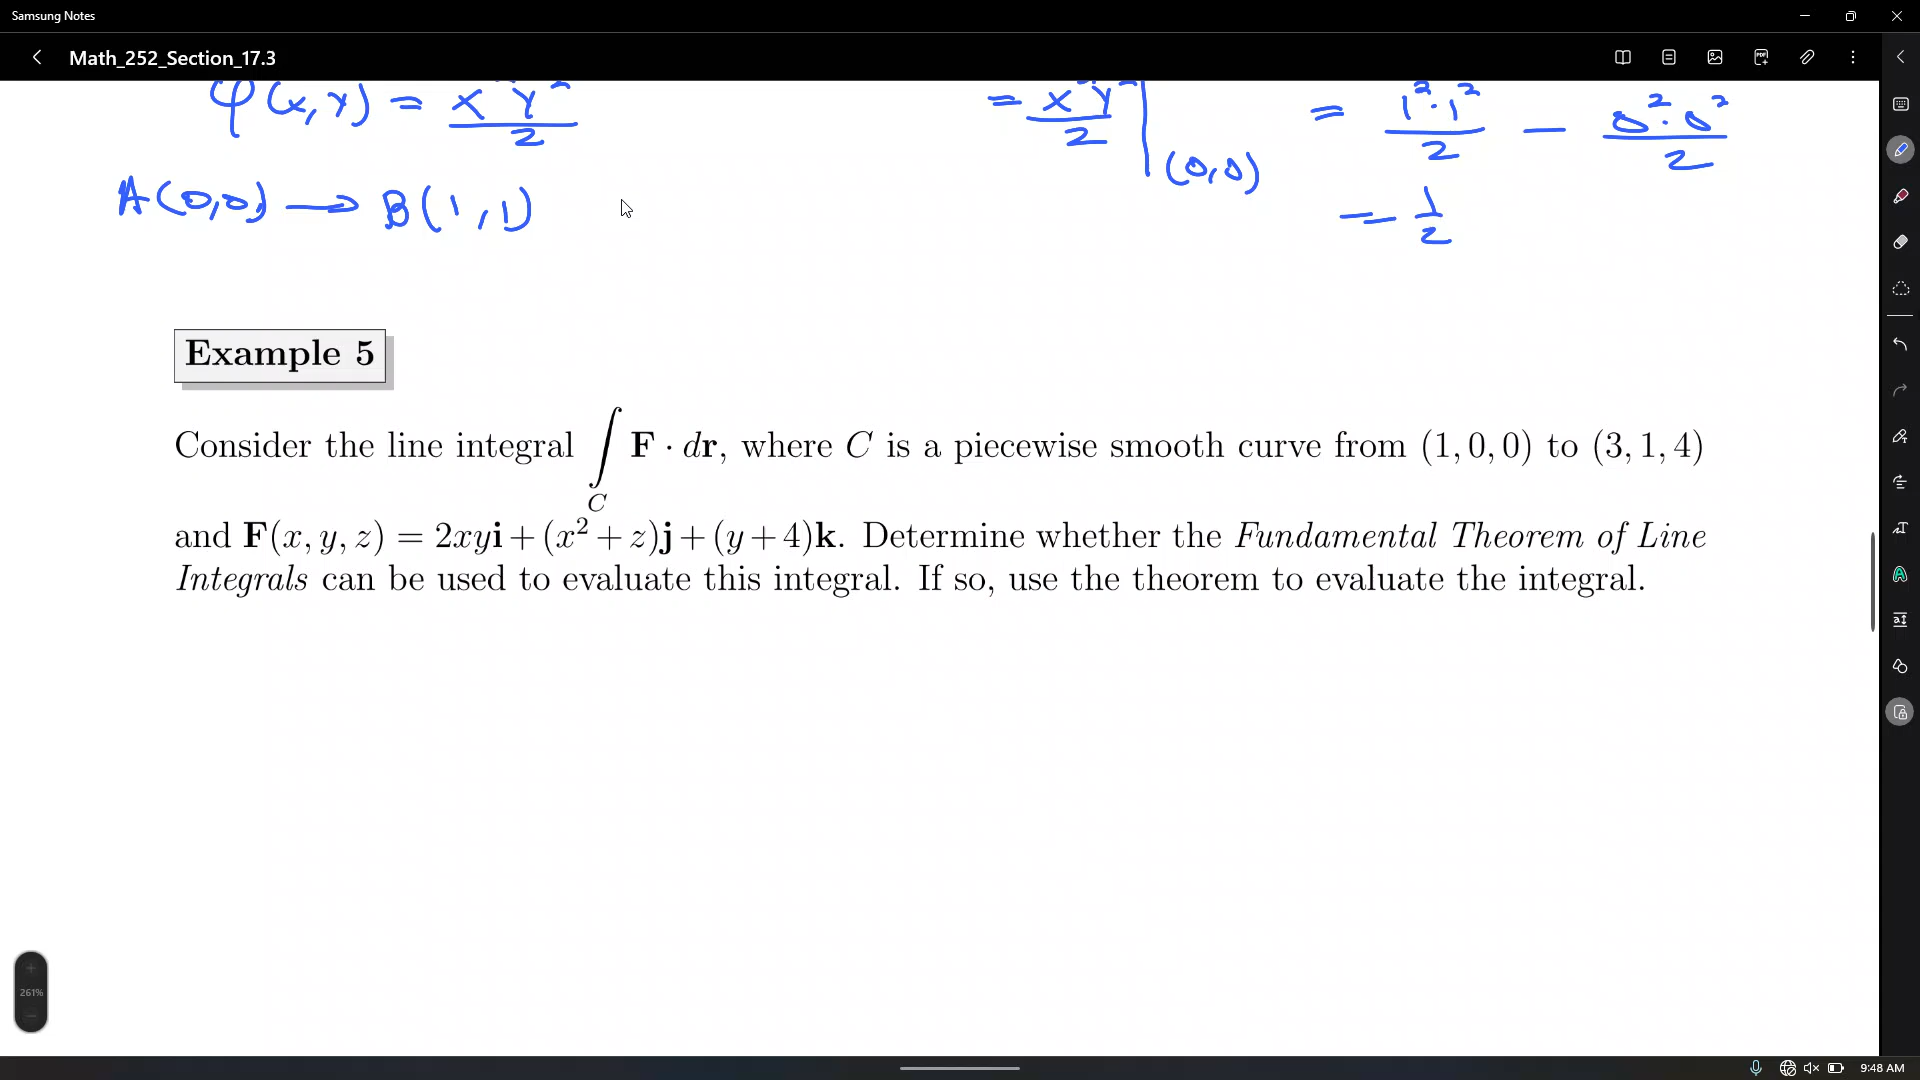 Samsung Notes
Math_252_Section_17.3
φ(x,y) = x²y²/2
= x²y²/2 |(0,0)
= 1²·1²/2 − 0²·0²/2
A(0,0) → B(1,1)
= 1/2
Example 5
Consider the line integral ∫_C F · dr, where C is a piecewise smooth curve from (1, 0, 0) to (3, 1, 4)
and F(x, y, z) = 2xyi + (x² + z)j + (y + 4)k. Determine whether the Fundamental Theorem of Line
Integrals can be used to evaluate this integral. If so, use the theorem to evaluate the integral.
261%
9:48 AM